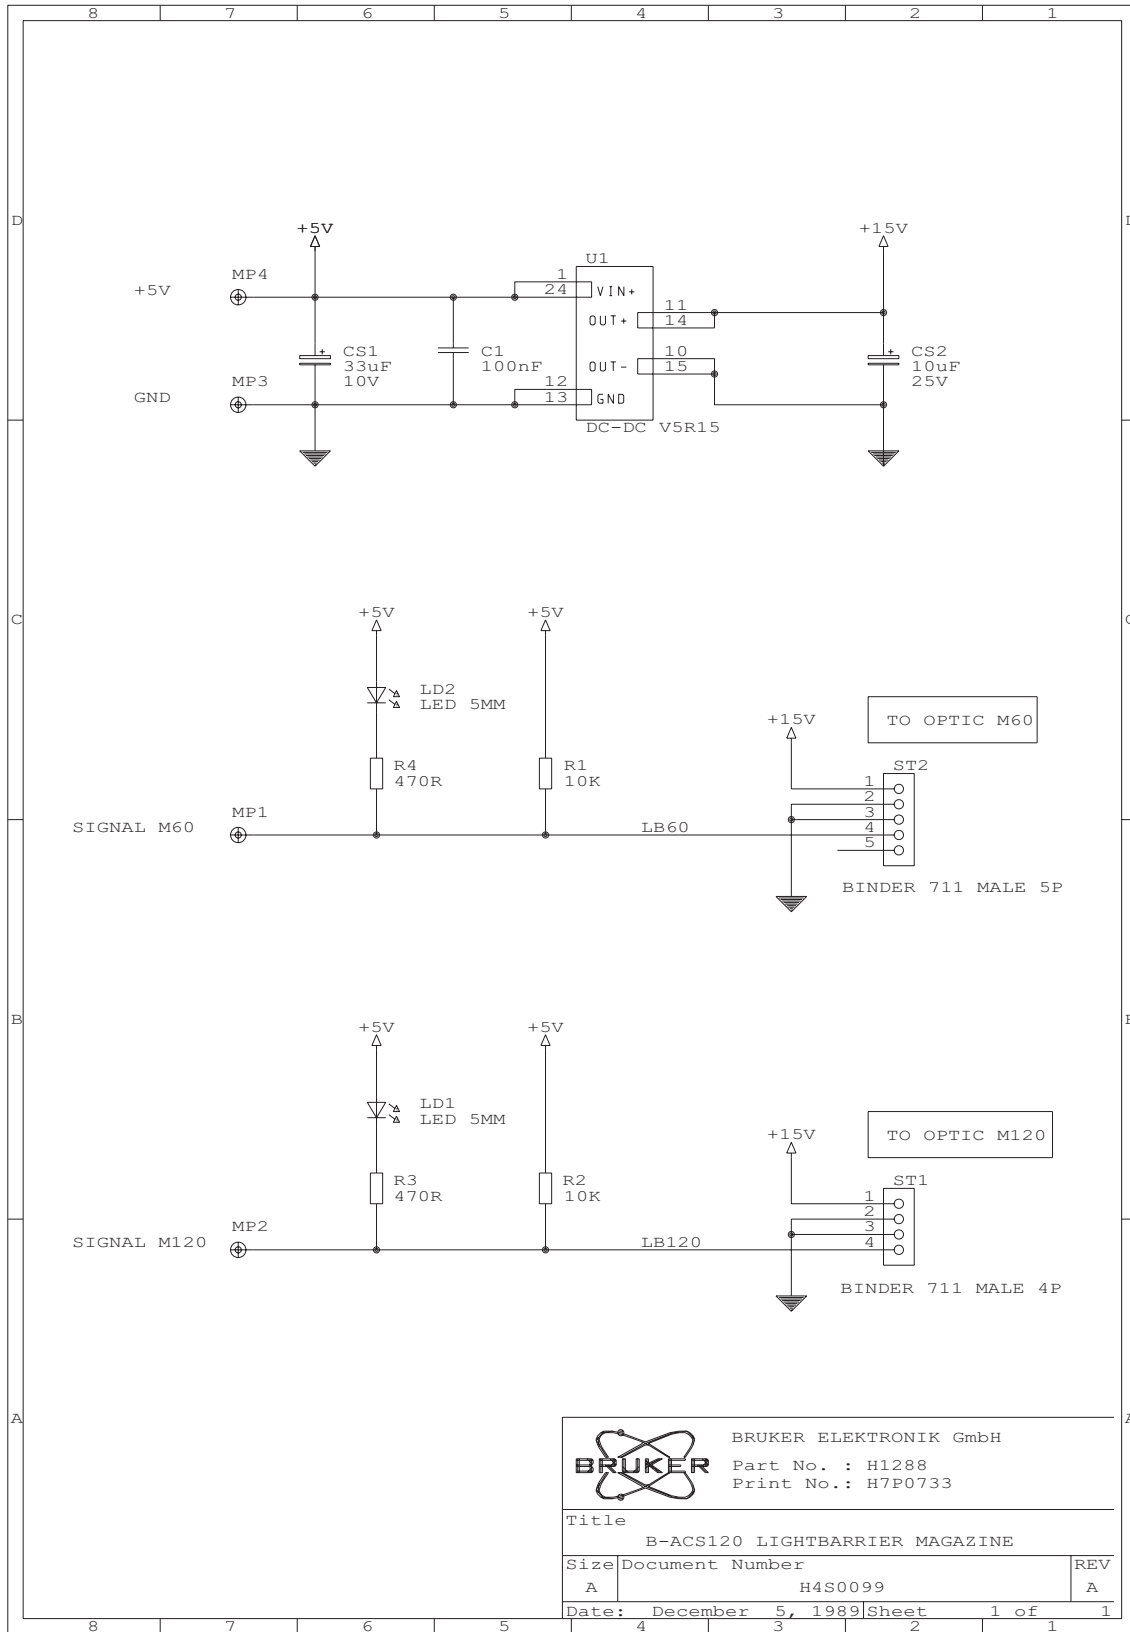 8 7 6 5 4 3 2 1
D
+5V
+15V
U1
MP4
+5V
1
24
VIN+
11
OUT+
14
CS1
33uF
10V
C1
100nF
10
OUT-
15
CS2
10uF
25V
MP3
GND
12
13
GND
DC-DC V5R15
C
+5V
+5V
LD2
LED 5MM
+15V
TO OPTIC M60
R4
470R
R1
10K
ST2
1
2
3
4
5
MP1
SIGNAL M60
LB60
BINDER 711 MALE 5P
B
+5V
+5V
LD1
LED 5MM
+15V
TO OPTIC M120
R3
470R
R2
10K
ST1
1
2
3
4
MP2
SIGNAL M120
LB120
BINDER 711 MALE 4P
A
BRUKER
BRUKER ELEKTRONIK GmbH
Part No. : H1288
Print No.: H7P0733
Title
B-ACS120 LIGHTBARRIER MAGAZINE
Size Document Number REV
A H4S0099 A
Date: December 5, 1989 Sheet 1 of 1
8 7 6 5 4 3 2 1